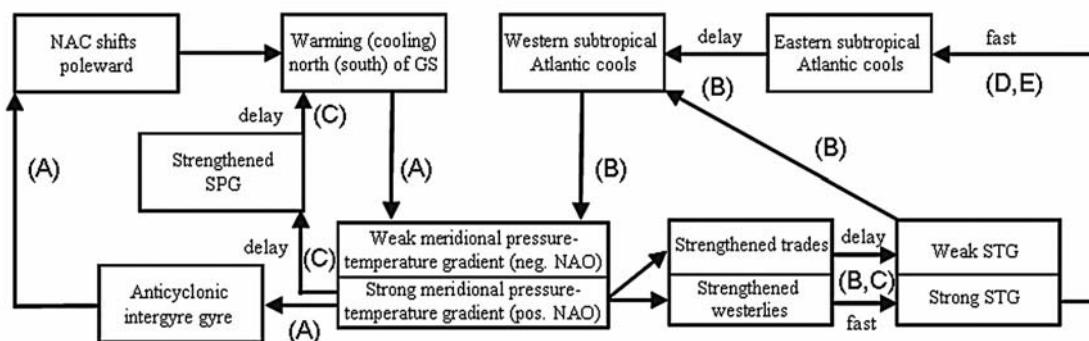 NAC shifts
poleward
Warming (cooling)
north (south) of GS
Western subtropical
Atlantic cools
delay
Eastern subtropical
Atlantic cools
fast
(D,E)
(B)
delay
(C)
Strengthened
SPG
(A)
(A)
(B)
(B)
delay
(C)
Weak meridional pressure-
temperature gradient (neg. NAO)
Strong meridional pressure-
temperature gradient (pos. NAO)
Strengthened trades
Strengthened
westerlies
delay
(B, C)
fast
Weak STG
Strong STG
Anticyclonic
intergyre gyre
(A)